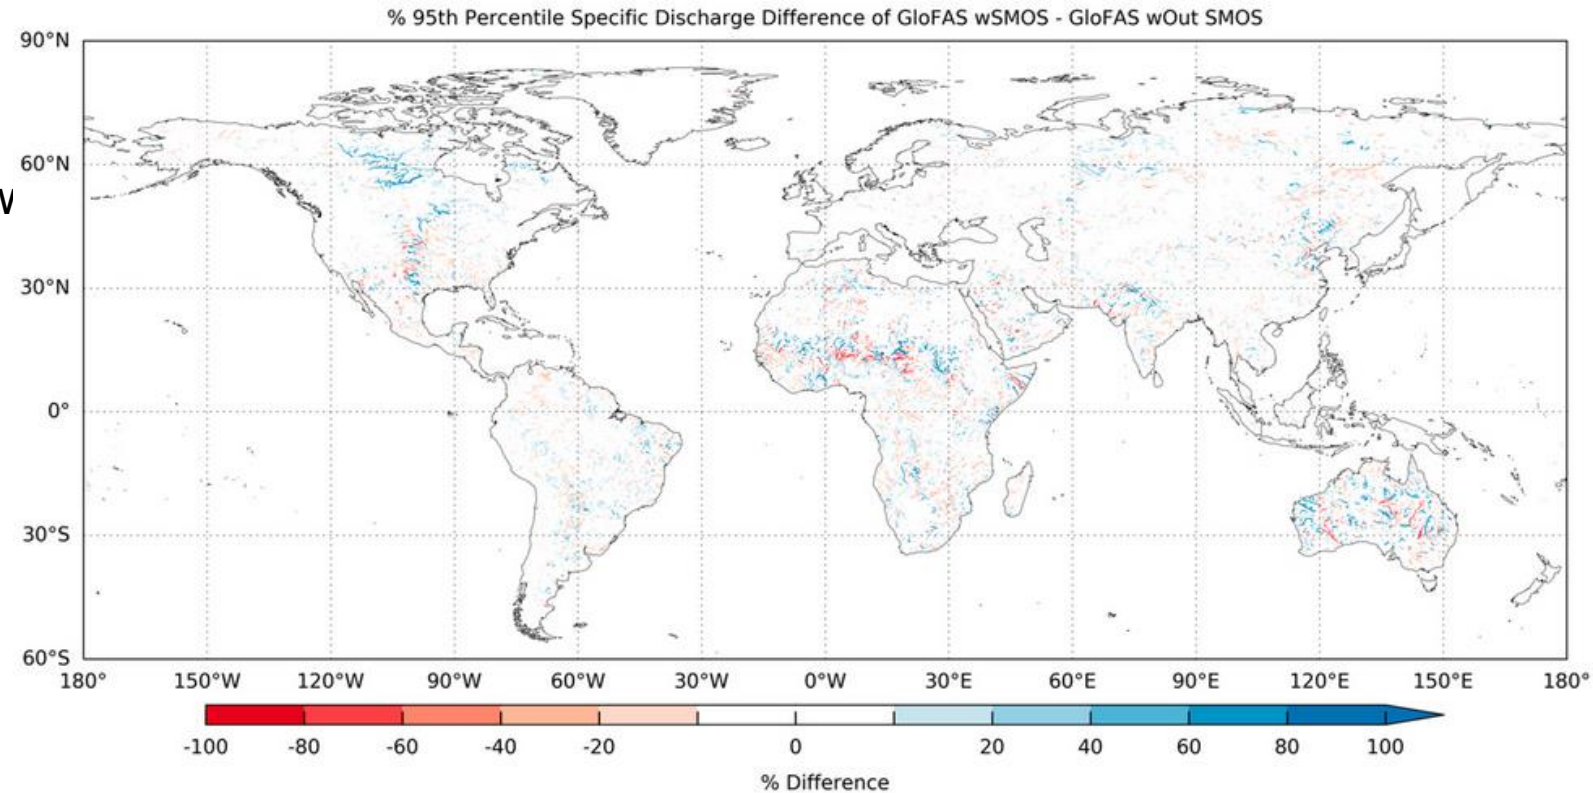 % 95th Percentile Specific Discharge Difference of GloFAS wSMOS - GloFAS wOut SMOS
90°N
60°N
w
30°N
0°
30°S
60°S
180° 150°W 120°W 90°W 60°W 30°W 0°W 30°E 60°E 90°E 120°E 150°E 180°
-100 -80 -60 -40 -20 0 20 40 60 80 100
% Difference